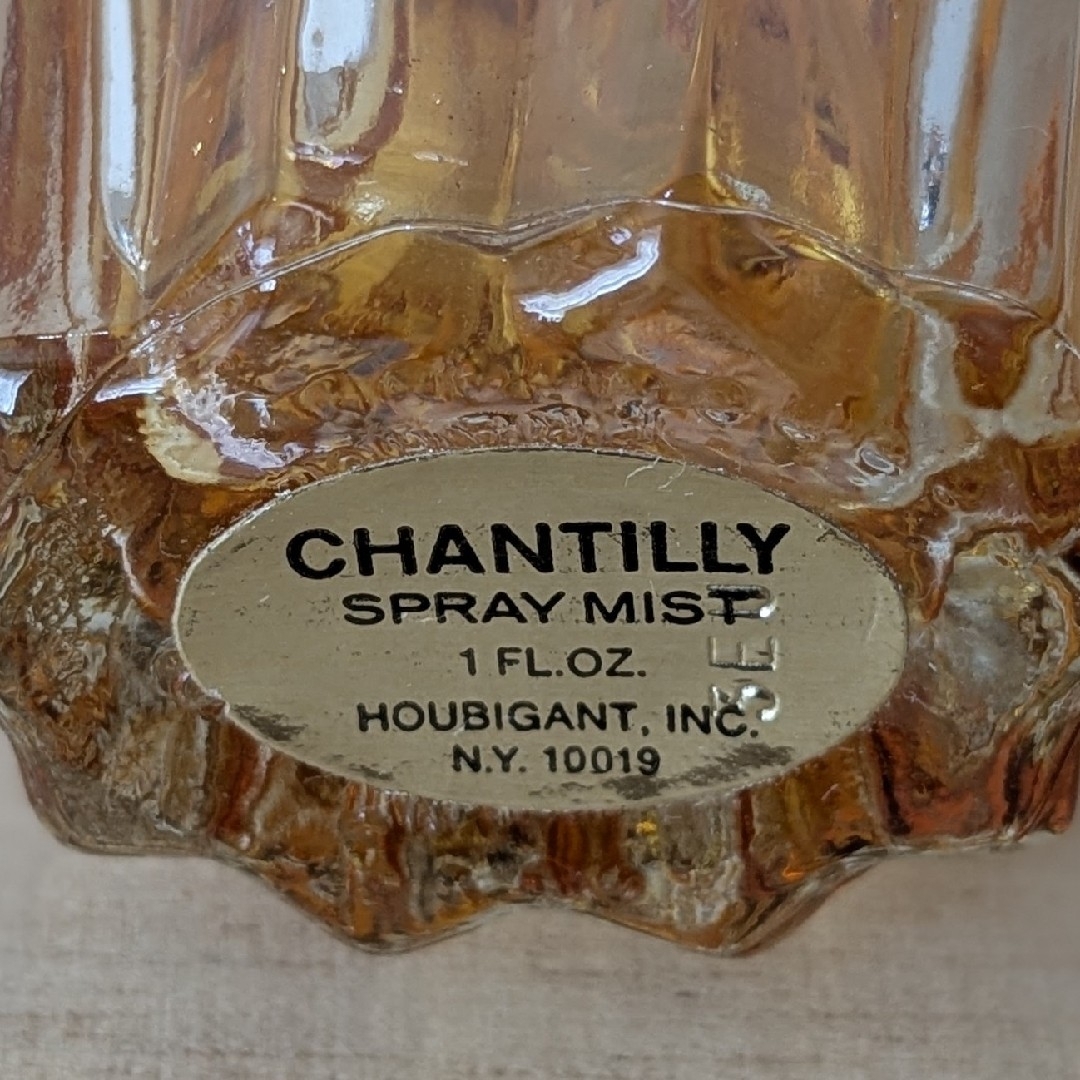 CHANTILLY
SPRAY MIST
1 FL.OZ.
HOUBIGANT, INC.
N.Y. 10019